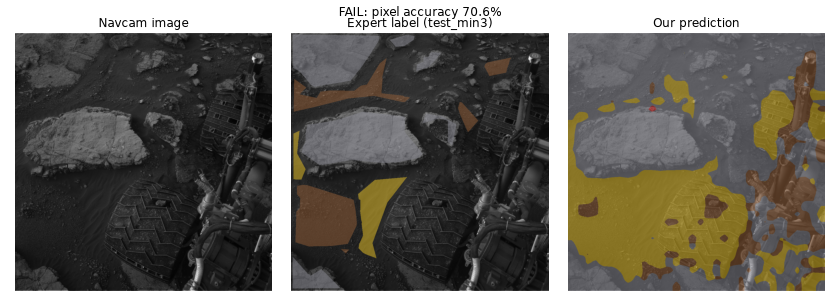 FAIL: pixel accuracy 70.6%
Navcam image
Expert label (test_min3)
Our prediction